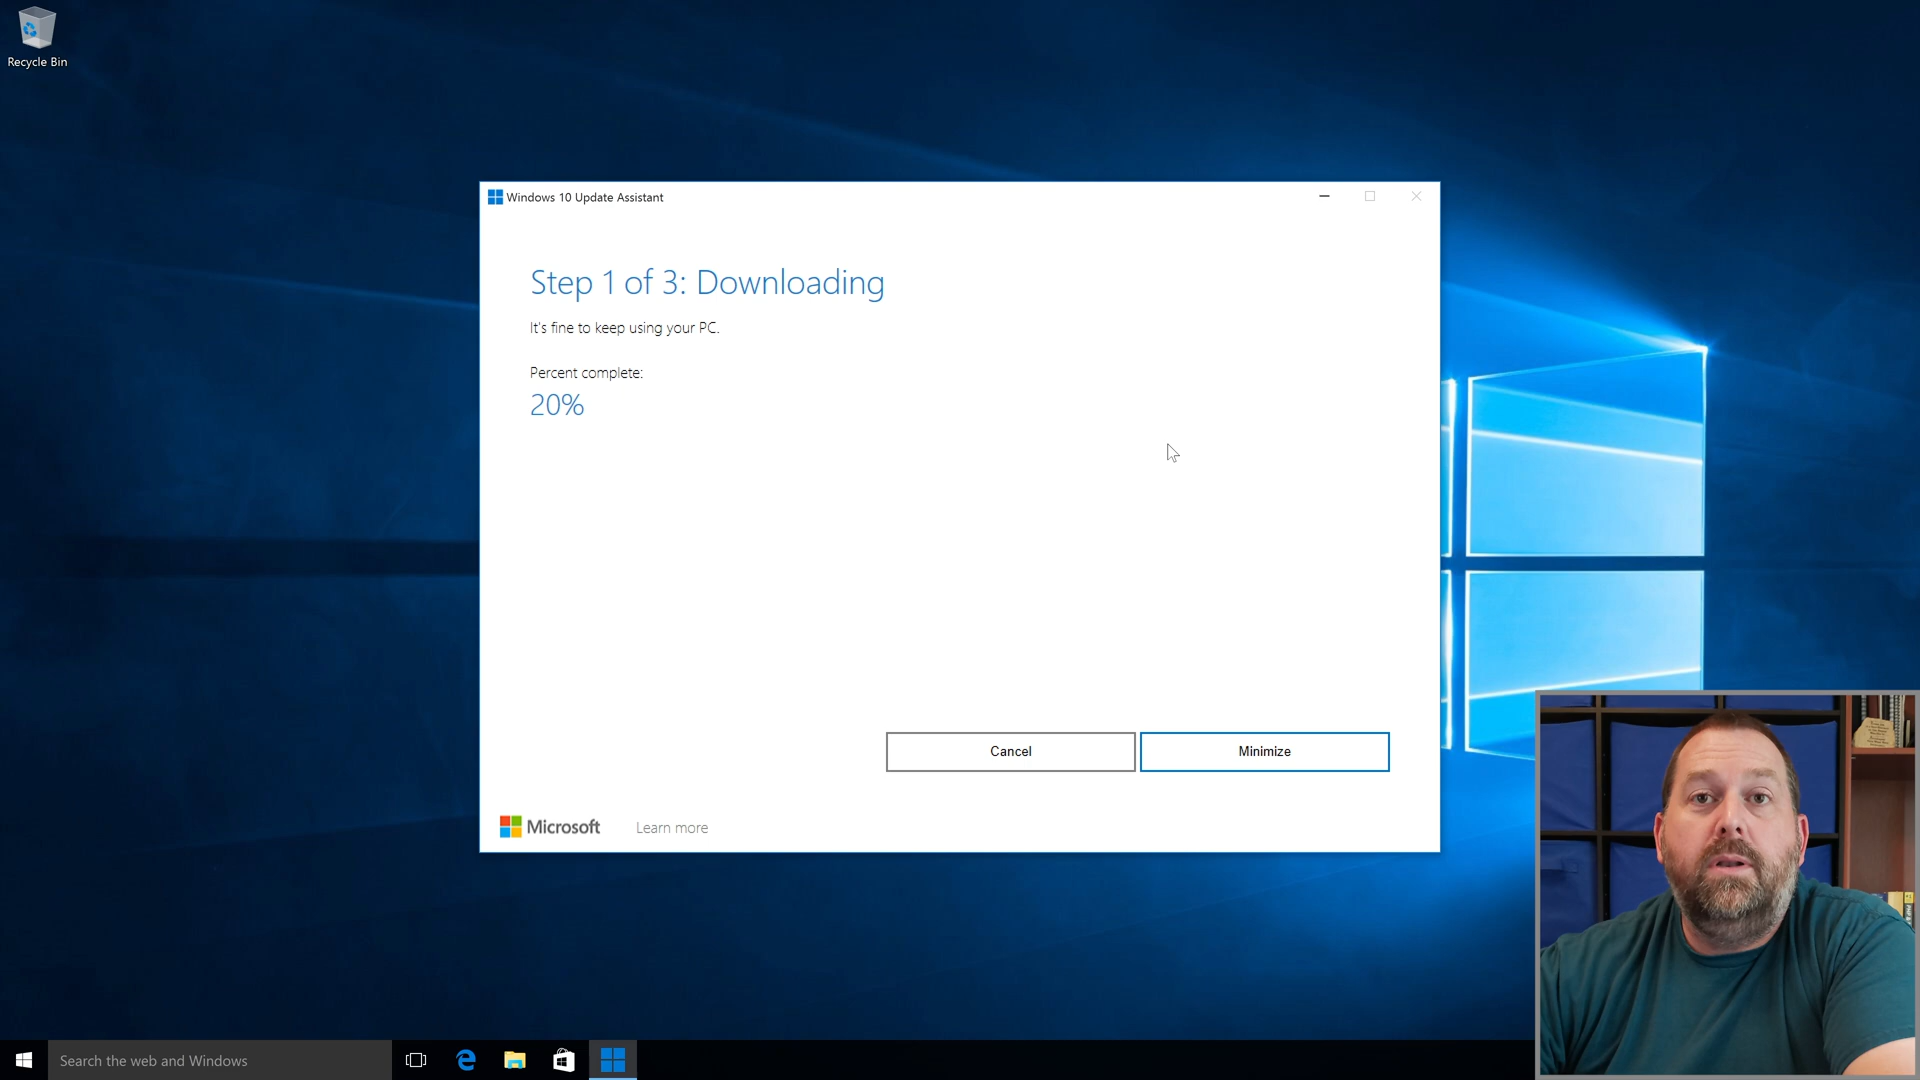 Recycle Bin
Windows 10 Update Assistant
Step 1 of 3: Downloading
It's fine to keep using your PC.
Percent complete:
20%
Cancel
Minimize
Microsoft
Learn more
Search the web and Windows